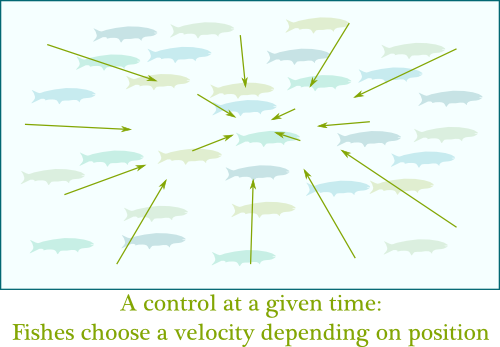 A control at a given time:
Fishes choose a velocity depending on position